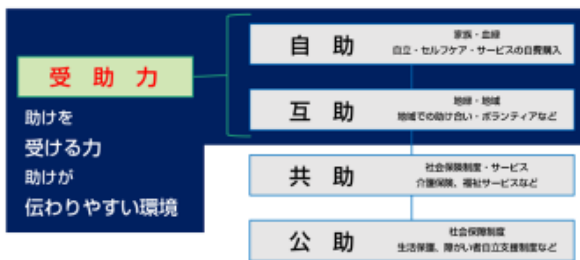 受助力
助けを
受ける力
助けが
伝わりやすい環境
自助
家族・血縁
自立・セルフケア・サービスの自費購入
互助
地縁・地域
地域での助け合い・ボランティアなど
共助
社会保険制度・サービス
介護保険、福祉サービスなど
公助
社会保障制度
生活保護、障がい者自立支援制度など